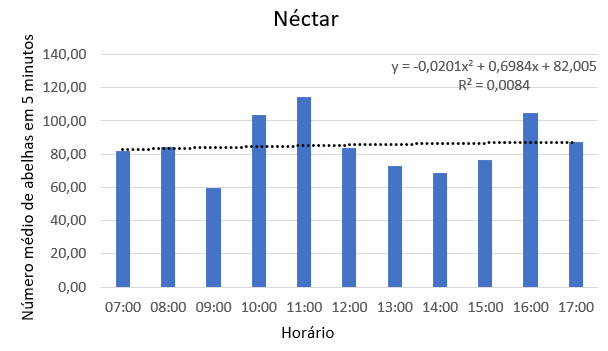 Néctar
Número médio de abelhas em 5 minutos
140,00
120,00
100,00
80,00
60,00
40,00
20,00
0,00
y = -0,0201x² + 0,6984x + 82,005
R² = 0,0084
07:00 08:00 09:00 10:00 11:00 12:00 13:00 14:00 15:00 16:00 17:00
Horário